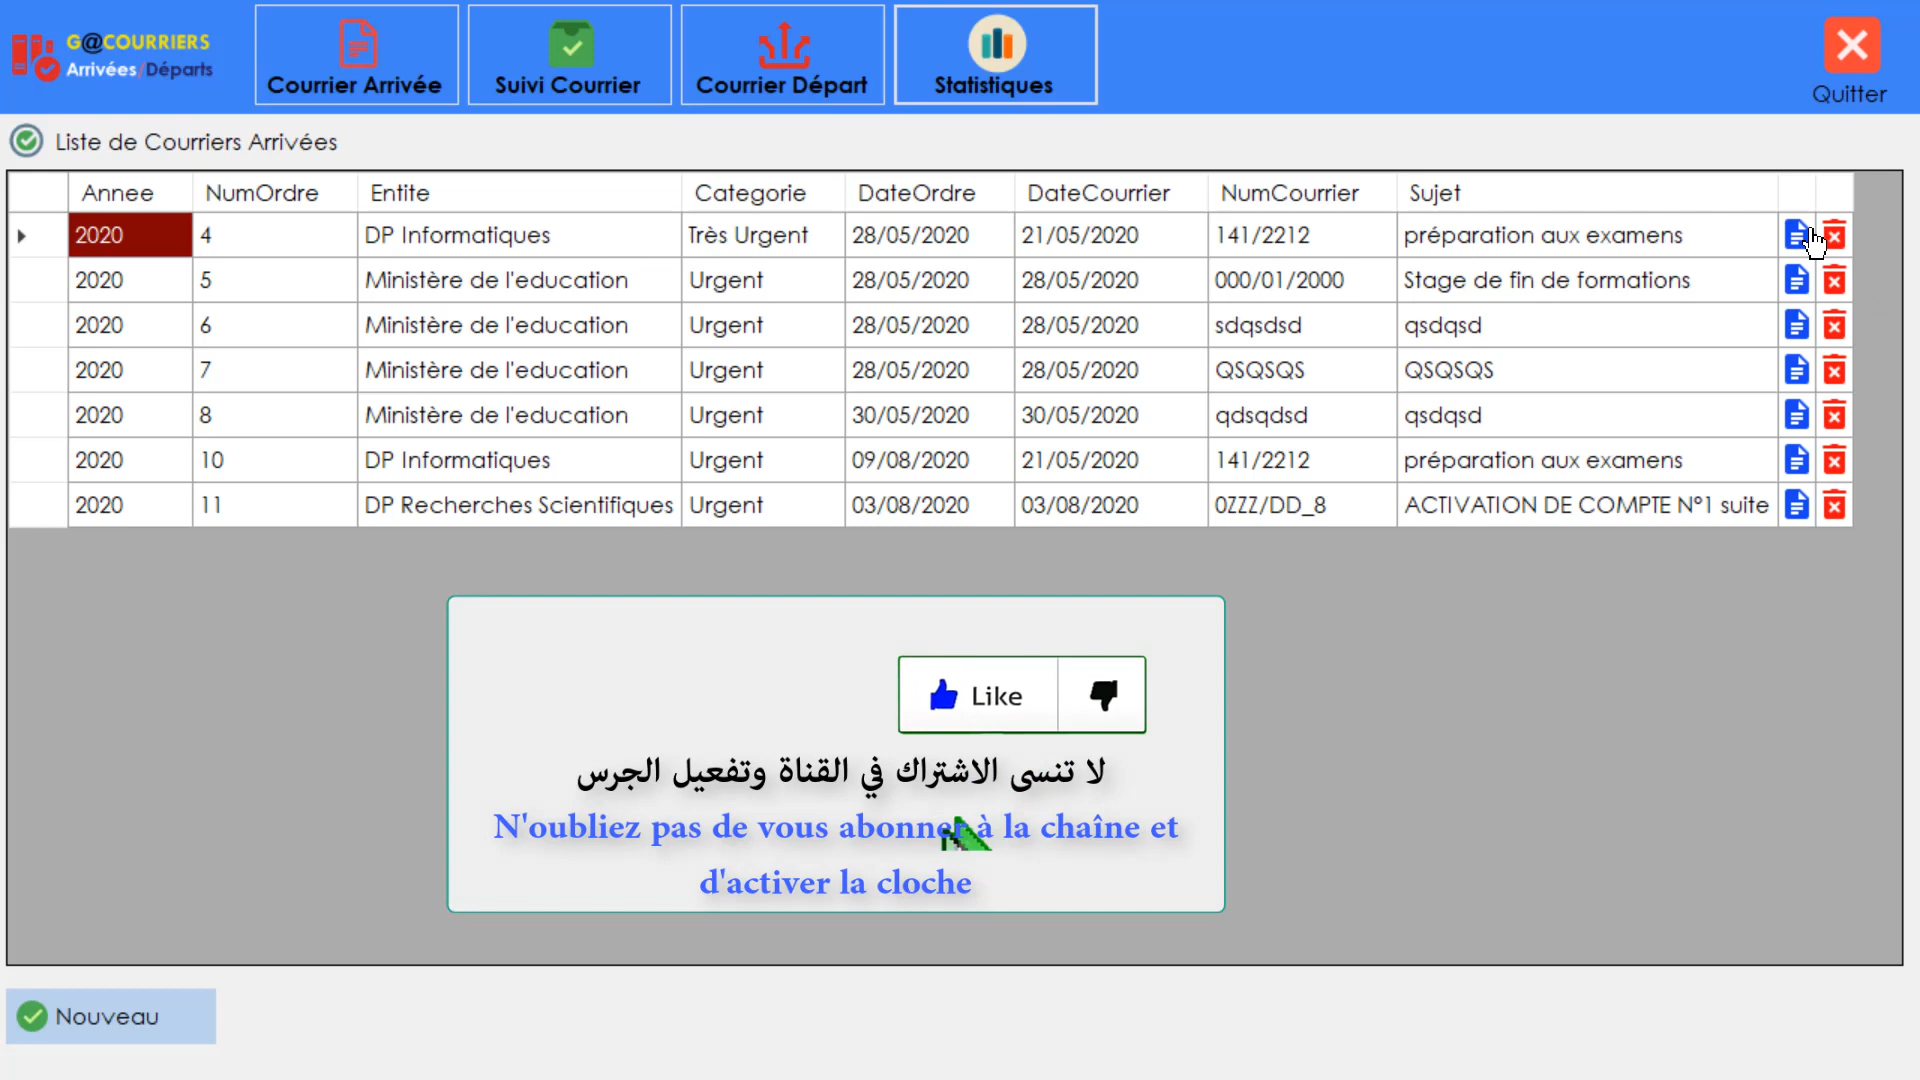 G@COURRIERS
Arrivées/Départs
Courrier Arrivée
Suivi Courrier
Courrier Départ
Statistiques
Quitter
Liste de Courriers Arrivées
Annee NumOrdre Entite Categorie DateOrdre DateCourrier NumCourrier Sujet
2020 4 DP Informatiques Très Urgent 28/05/2020 21/05/2020 141/2212 préparation aux examens
2020 5 Ministère de l'education Urgent 28/05/2020 28/05/2020 000/01/2000 Stage de fin de formations
2020 6 Ministère de l'education Urgent 28/05/2020 28/05/2020 sdqsdsd qsdqsd
2020 7 Ministère de l'education Urgent 28/05/2020 28/05/2020 QSQSQS QSQSQS
2020 8 Ministère de l'education Urgent 30/05/2020 30/05/2020 qdsqdsd qsdqsd
2020 10 DP Informatiques Urgent 09/08/2020 21/05/2020 141/2212 préparation aux examens
2020 11 DP Recherches Scientifiques Urgent 03/08/2020 03/08/2020 0ZZZ/DD_8 ACTIVATION DE COMPTE N°1 suite
Like
لا تنسى الاشتراك في القناة وتفعيل الجرس
N'oubliez pas de vous abonner à la chaîne et
d'activer la cloche
Nouveau